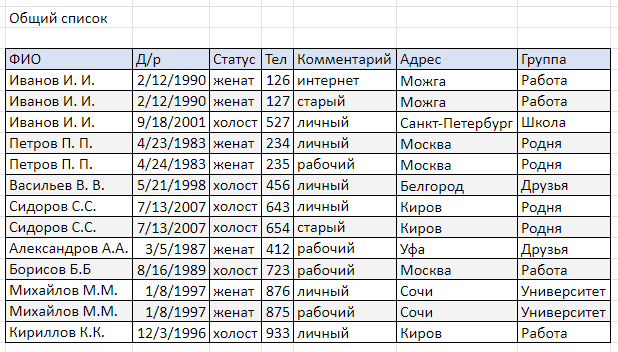 Общий список
ФИО Д/р Статус Тел Комментарий Адрес Группа
Иванов И. И. 2/12/1990 женат 126 интернет Можга Работа
Иванов И. И. 2/12/1990 женат 127 старый Можга Работа
Иванов И. И. 9/18/2001 холост 527 личный Санкт-Петербург Школа
Петров П. П. 4/23/1983 женат 234 личный Москва Родня
Петров П. П. 4/24/1983 женат 235 рабочий Москва Родня
Васильев В. В. 5/21/1998 холост 456 личный Белгород Друзья
Сидоров С.С. 7/13/2007 холост 643 личный Киров Родня
Сидоров С.С. 7/13/2007 холост 654 старый Киров Родня
Александров А.А. 3/5/1987 женат 412 рабочий Уфа Друзья
Борисов Б.Б 8/16/1989 холост 723 рабочий Москва Работа
Михайлов М.М. 1/8/1997 женат 876 личный Сочи Университет
Михайлов М.М. 1/8/1997 женат 875 рабочий Сочи Университет
Кириллов К.К. 12/3/1996 холост 933 личный Киров Работа